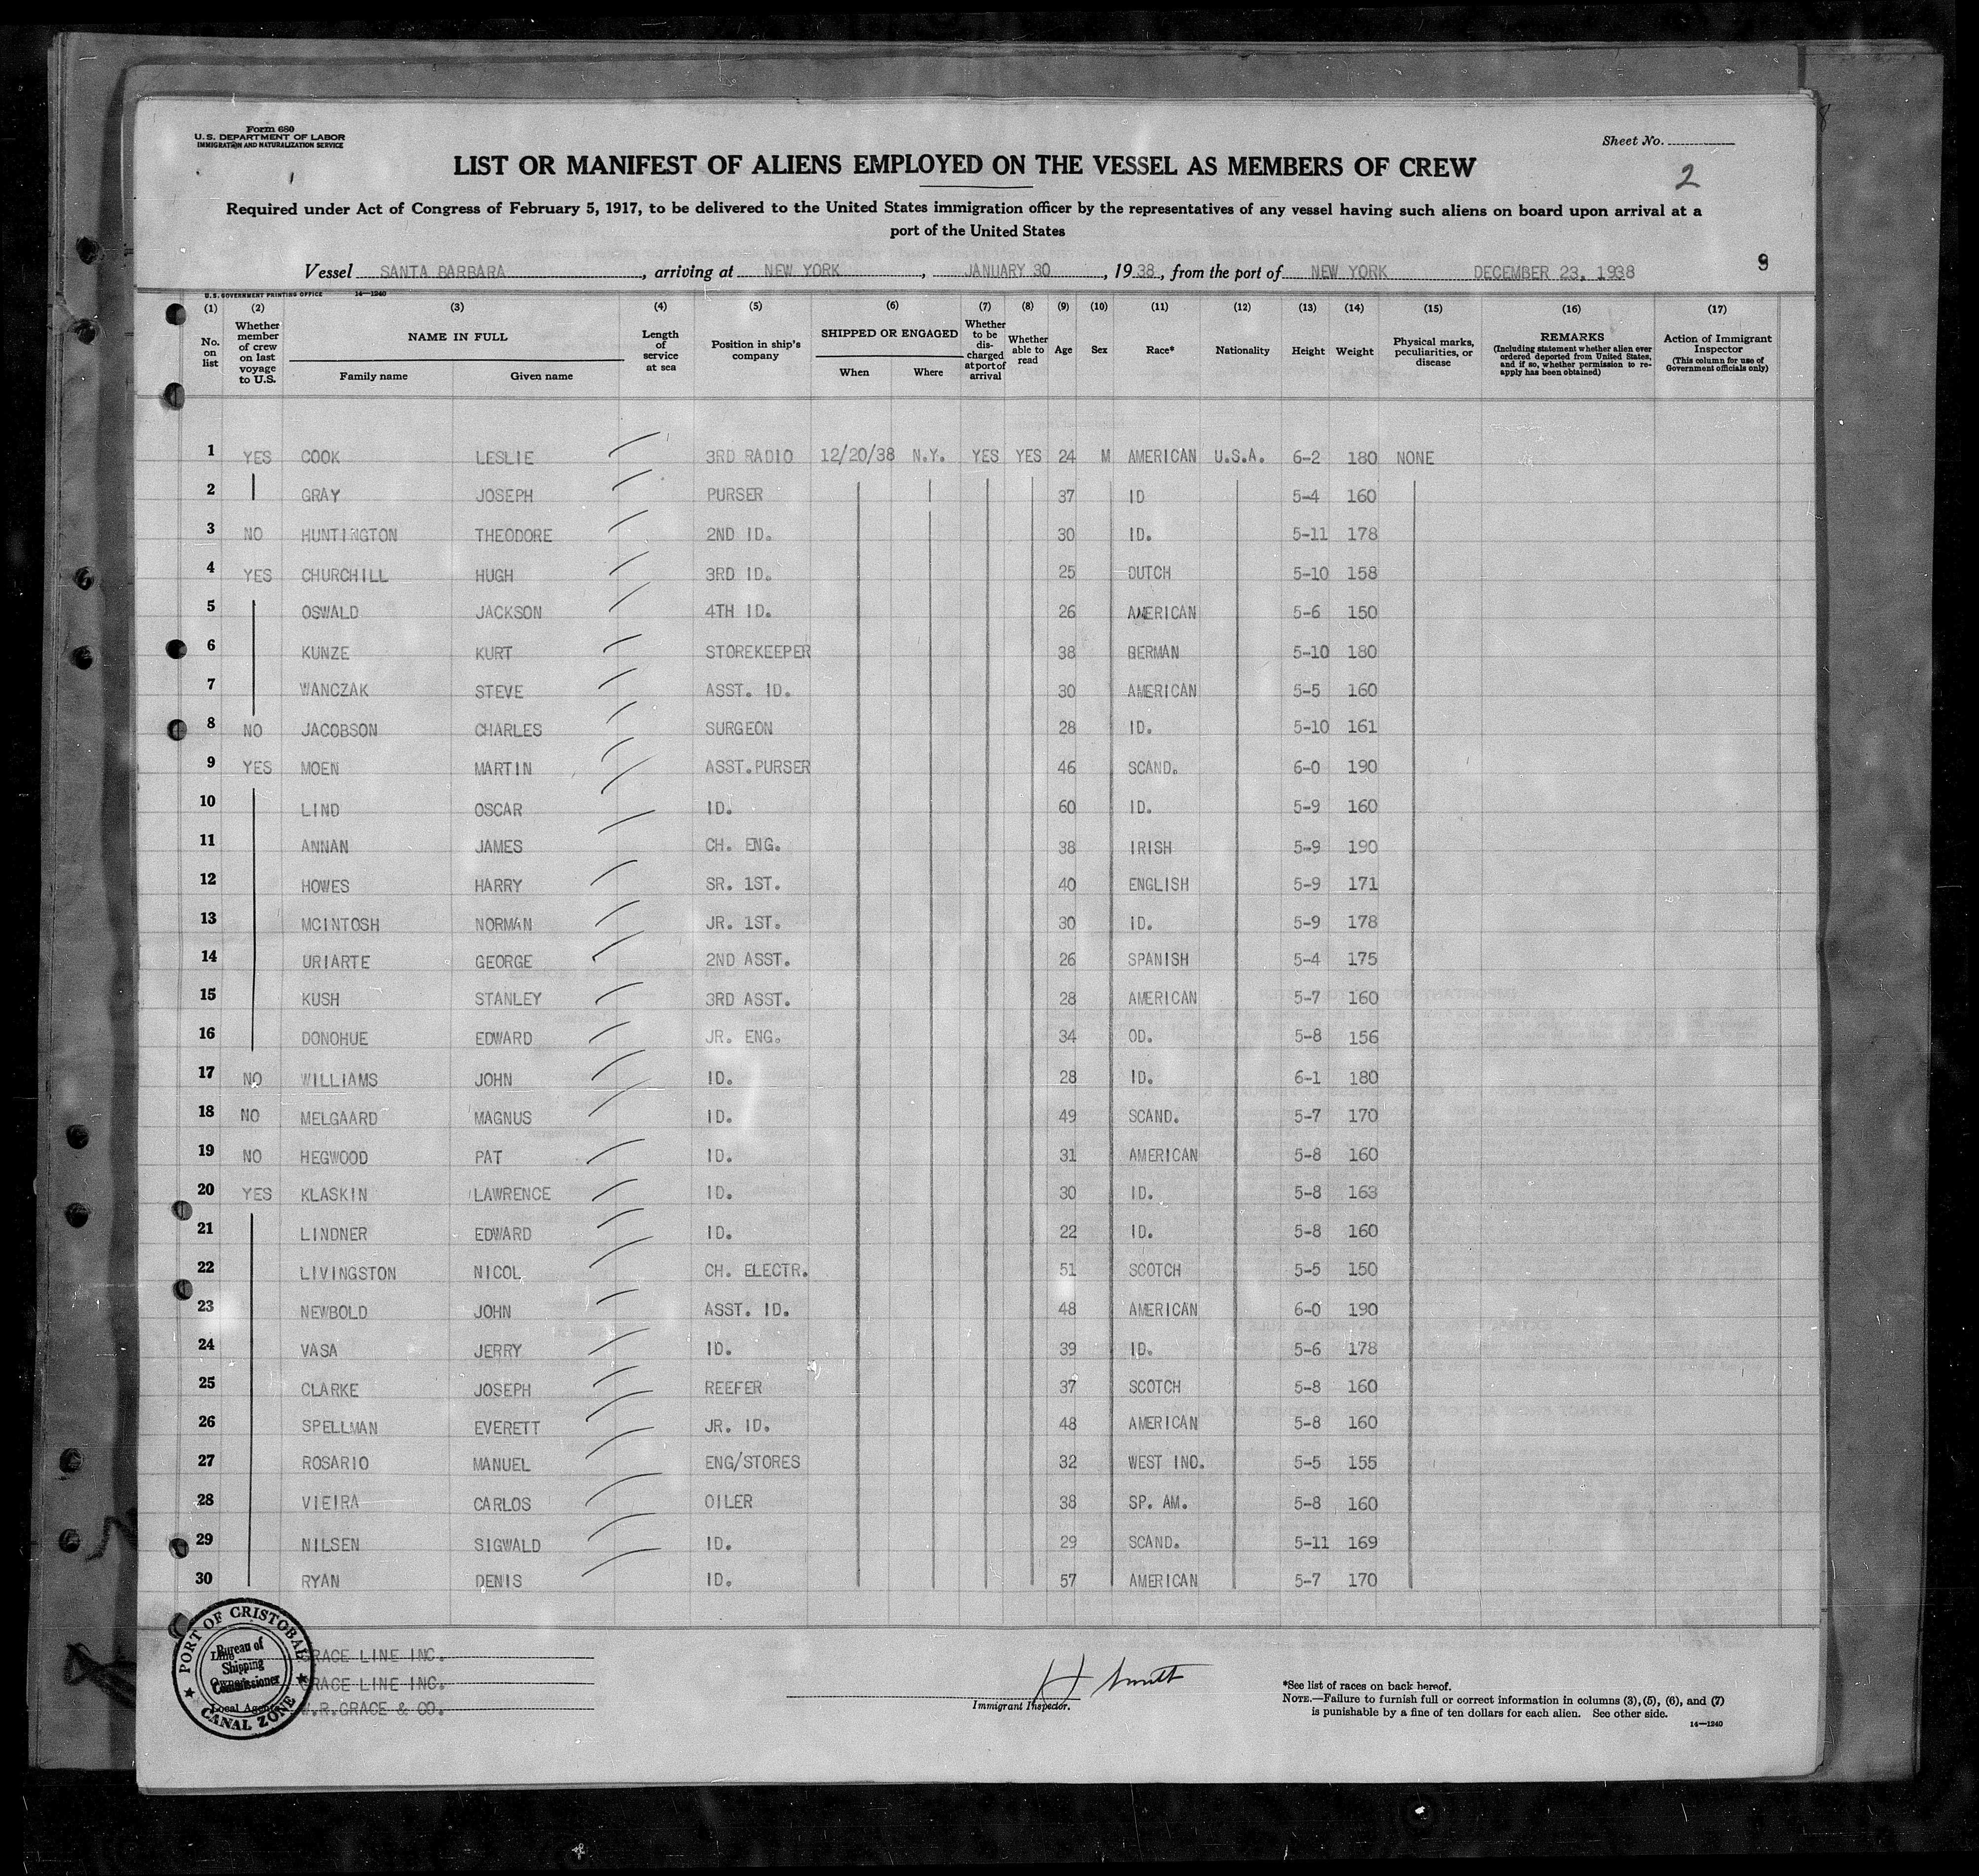 Form 680
U. S. DEPARTMENT OF LABOR
IMMIGRATION AND NATURALIZATION SERVICE
Sheet No.
LIST OR MANIFEST OF ALIENS EMPLOYED ON THE VESSEL AS MEMBERS OF CREW
2
Required under Act of Congress of February 5, 1917, to be delivered to the United States immigration officer by the representatives of any vessel having such aliens on board upon arrival at a
port of the United States
Vessel SANTA BARBARA, arriving at NEW YORK, JANUARY 30, 1938, from the port of NEW YORK DECEMBER 23, 1938
9
U. S. GOVERNMENT PRINTING OFFICE 14—1240
(1) (2) (3) (4) (5) (6) (7) (8) (9) (10) (11) (12) (13) (14) (15) (16) (17)
No. on list Whether member of crew on last voyage to U.S. NAME IN FULL Family name Given name Length of service at sea Position in ship's company SHIPPED OR ENGAGED When Where Whether to be discharged at port of arrival Whether able to read Age Sex Race* Nationality Height Weight Physical marks, peculiarities, or disease REMARKS (Including statement whether alien ever ordered deported from United States, and if so, whether permission to reapply has been obtained) Action of Immigrant Inspector (This column for use of Government officials only)
1 YES COOK LESLIE 3RD RADIO 12/20/38 N.Y. YES YES 24 M AMERICAN U.S.A. 6-2 180 NONE
2 GRAY JOSEPH PURSER 37 ID 5-4 160
3 NO HUNTINGTON THEODORE 2ND ID. 30 ID. 5-11 178
4 YES CHURCHILL HUGH 3RD ID. 25 DUTCH 5-10 158
5 OSWALD JACKSON 4TH ID. 26 AMERICAN 5-6 150
6 KUNZE KURT STOREKEEPER 38 GERMAN 5-10 180
7 WANCZAK STEVE ASST. ID. 30 AMERICAN 5-5 160
8 NO JACOBSON CHARLES SURGEON 28 ID. 5-10 161
9 YES MOEN MARTIN ASST.PURSER 46 SCAND. 6-0 190
10 LIND OSCAR ID. 60 ID. 5-9 160
11 ANNAN JAMES CH. ENG. 38 IRISH 5-9 190
12 HOWES HARRY SR. 1ST. 40 ENGLISH 5-9 171
13 MCINTOSH NORMAN JR. 1ST. 30 ID. 5-9 178
14 URIARTE GEORGE 2ND ASST. 26 SPANISH 5-4 175
15 KUSH STANLEY 3RD ASST. 28 AMERICAN 5-7 160
16 DONOHUE EDWARD JR. ENG. 34 OD. 5-8 156
17 NO WILLIAMS JOHN ID. 28 ID. 6-1 180
18 NO MELGAARD MAGNUS ID. 49 SCAND. 5-7 170
19 NO HEGWOOD PAT ID. 31 AMERICAN 5-8 160
20 YES KLASKIN LAWRENCE ID. 30 ID. 5-8 163
21 LINDNER EDWARD ID. 22 ID. 5-8 160
22 LIVINGSTON NICOL CH. ELECTR. 51 SCOTCH 5-5 150
23 NEWBOLD JOHN ASST. ID. 48 AMERICAN 6-0 190
24 VASA JERRY ID. 39 ID. 5-6 178
25 CLARKE JOSEPH REEFER 37 SCOTCH 5-8 160
26 SPELLMAN EVERETT JR. ID. 48 AMERICAN 5-8 160
27 ROSARIO MANUEL ENG/STORES 32 WEST IND. 5-5 155
28 VIEIRA CARLOS OILER 38 SP. AM. 5-8 160
29 NILSEN SIGWALD ID. 29 SCAND. 5-11 169
30 RYAN DENIS ID. 57 AMERICAN 5-7 170
PORT OF CRISTOBAL
Bureau of Shipping Commissioner
CANAL ZONE
Line GRACE LINE INC.
Owners GRACE LINE INC.
Local Agents W.R.GRACE & CO.
H Smith
Immigrant Inspector.
*See list of races on back hereof.
NOTE.—Failure to furnish full or correct information in columns (3), (5), (6), and (7)
is punishable by a fine of ten dollars for each alien. See other side.
14—1240